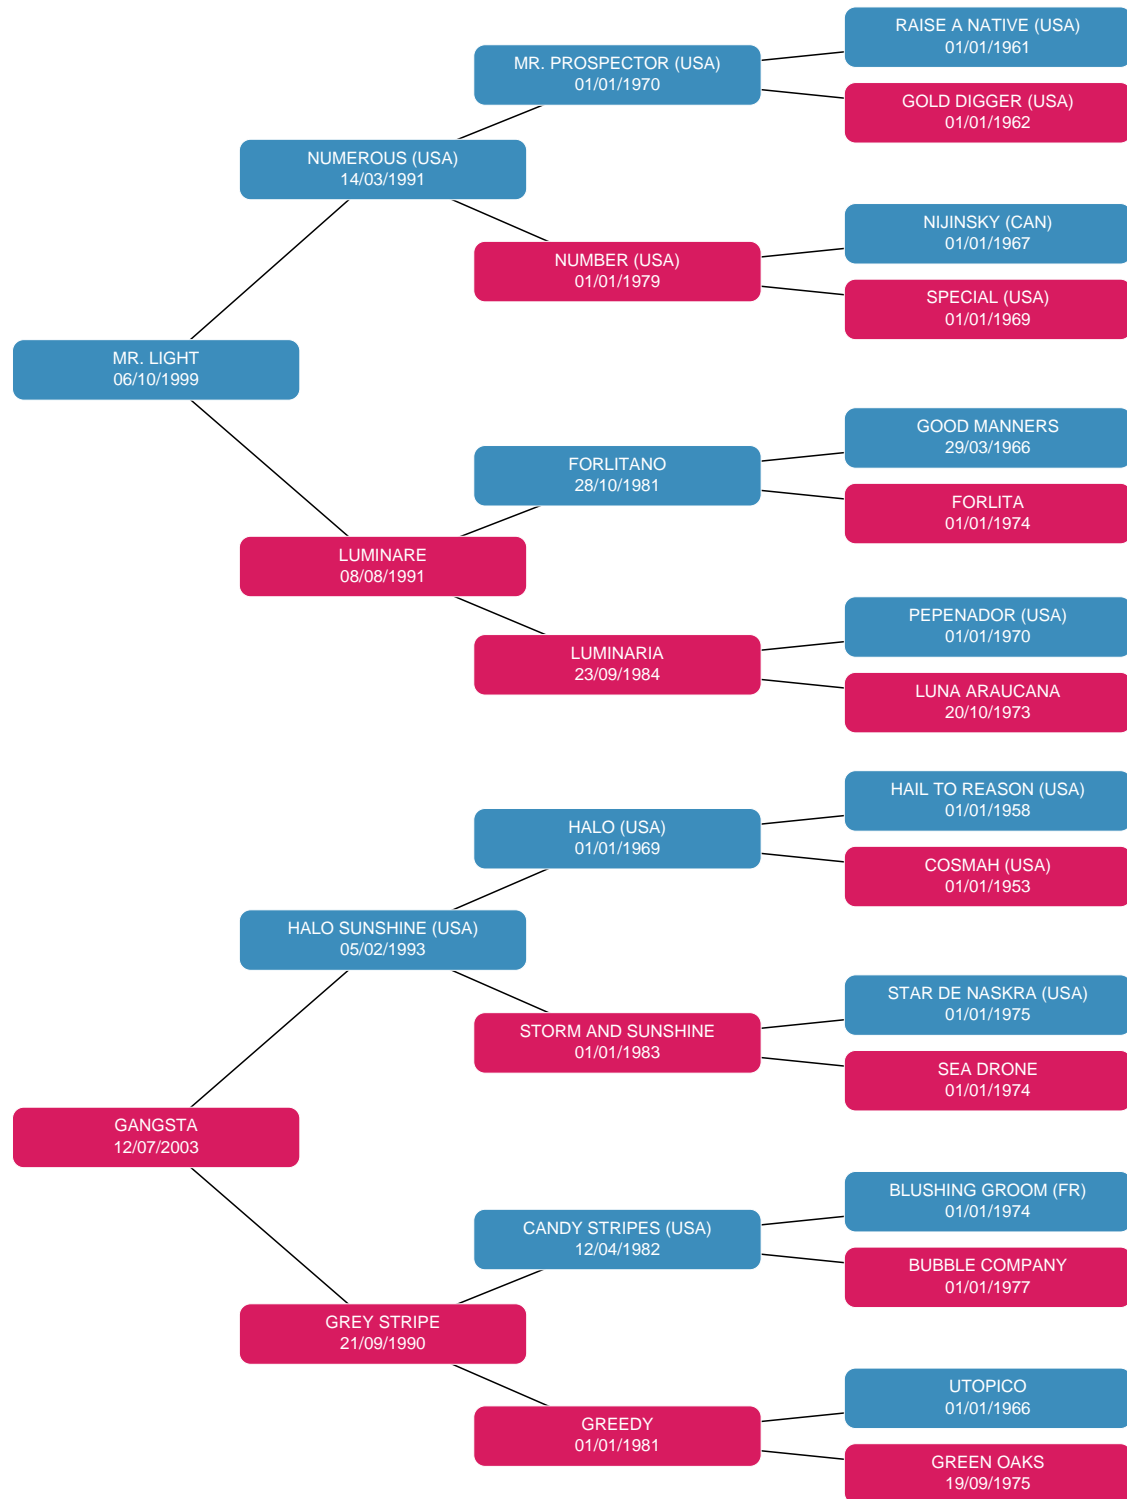 RAISE A NATIVE (USA)
01/01/1961
MR. PROSPECTOR (USA)
01/01/1970
GOLD DIGGER (USA)
01/01/1962
NUMEROUS (USA)
14/03/1991
NIJINSKY (CAN)
01/01/1967
NUMBER (USA)
01/01/1979
SPECIAL (USA)
01/01/1969
MR. LIGHT
06/10/1999
GOOD MANNERS
29/03/1966
FORLITANO
28/10/1981
FORLITA
01/01/1974
LUMINARE
08/08/1991
PEPENADOR (USA)
01/01/1970
LUMINARIA
23/09/1984
LUNA ARAUCANA
20/10/1973
HAIL TO REASON (USA)
01/01/1958
HALO (USA)
01/01/1969
COSMAH (USA)
01/01/1953
HALO SUNSHINE (USA)
05/02/1993
STAR DE NASKRA (USA)
01/01/1975
STORM AND SUNSHINE
01/01/1983
SEA DRONE
01/01/1974
GANGSTA
12/07/2003
BLUSHING GROOM (FR)
01/01/1974
CANDY STRIPES (USA)
12/04/1982
BUBBLE COMPANY
01/01/1977
GREY STRIPE
21/09/1990
UTOPICO
01/01/1966
GREEDY
01/01/1981
GREEN OAKS
19/09/1975